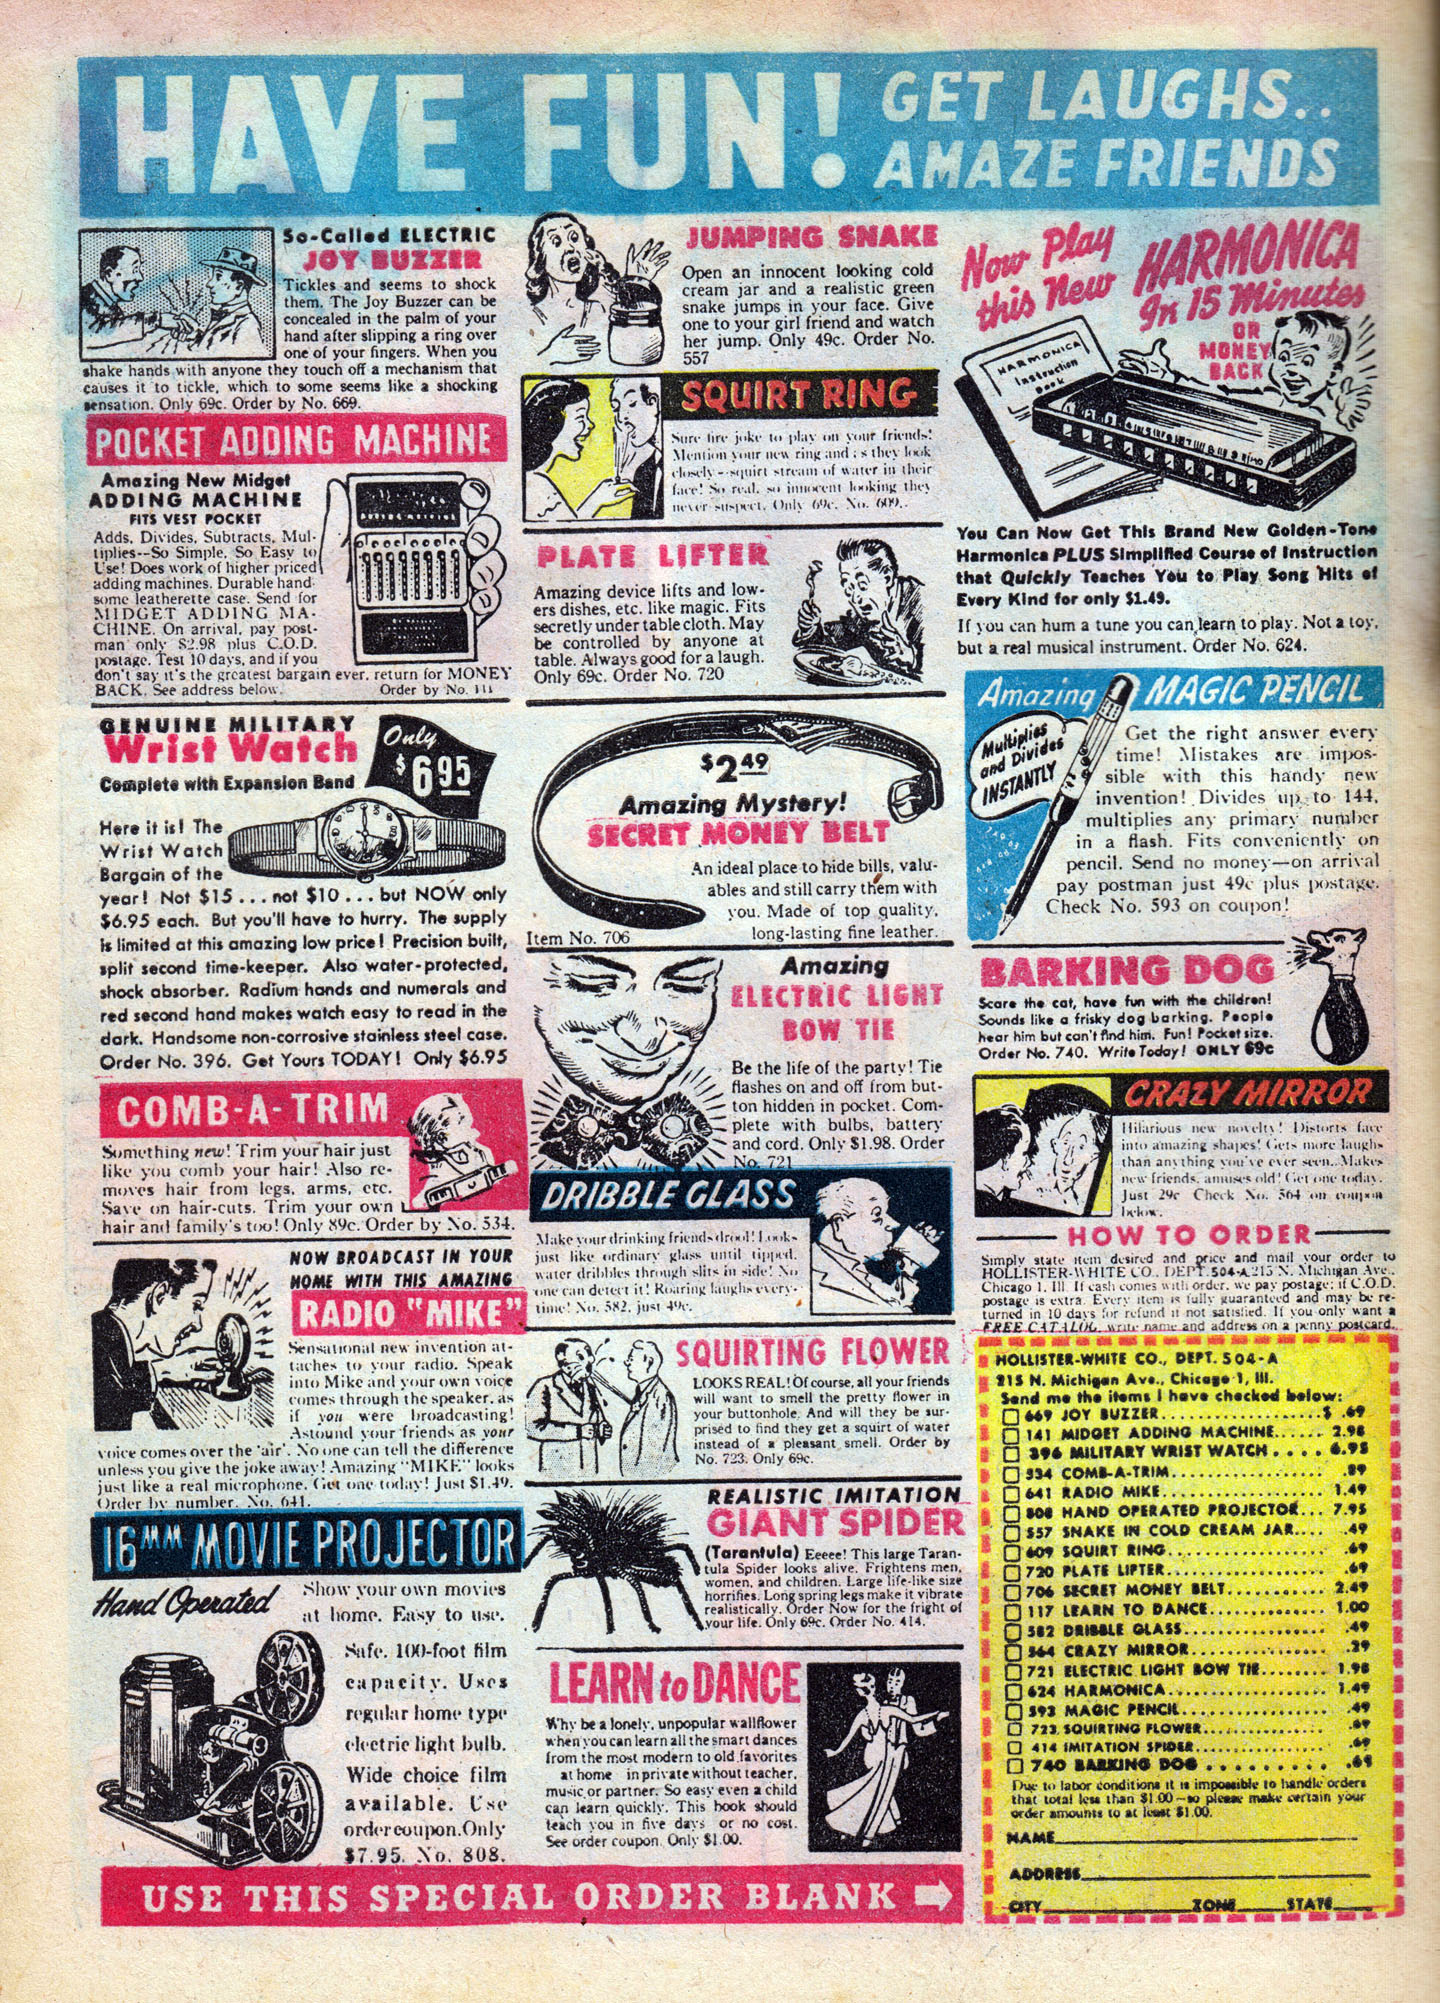 HAVE FUN!
GET LAUGHS..
AMAZE FRIENDS
So-Called ELECTRIC
JOY BUZZER
Tickles and seems to shock
them. The Joy Buzzer can be
concealed in the palm of your
hand after slipping a ring over
one of your fingers. When you
shake hands with anyone they touch off a mechanism that
causes it to tickle, which to some seems like a shocking
sensation. Only 69c. Order by No. 669.
POCKET ADDING MACHINE
Amazing New Midget
ADDING MACHINE
FITS VEST POCKET
Adds, Divides, Subtracts, Mul-
tiplies--So Simple, So Easy to
Use! Does work of higher priced
adding machines. Durable hand-
some leatherette case. Send for
MIDGET ADDING MA-
CHINE. On arrival, pay post-
man only $2.98 plus C.O.D.
postage. Test 10 days, and if you
don't say it's the greatest bargain ever, return for MONEY
BACK. See address below. Order by No.
GENUINE MILITARY
Wrist Watch
Complete with Expansion Band
Only
$6.95
Here it is! The
Wrist Watch
Bargain of the
year! Not $15 ... not $10 ... but NOW only
$6.95 each. But you'll have to hurry. The supply
is limited at this amazing low price! Precision built,
split second time-keeper. Also water-protected,
shock absorber. Radium hands and numerals and
red second hand makes watch easy to read in the
dark. Handsome non-corrosive stainless steel case.
Order No. 396. Get Yours TODAY! Only $6.95
COMB-A-TRIM
Something new! Trim your hair just
like you comb your hair! Also re-
moves hair from legs, arms, etc.
Save on hair-cuts. Trim your own
hair and family's too! Only 89c. Order by No. 534.
NOW BROADCAST IN YOUR
HOME WITH THIS AMAZING
RADIO "MIKE"
Sensational new invention at-
taches to your radio. Speak
into Mike and your own voice
comes through the speaker, as
if you were broadcasting!
Astound your friends as your
voice comes over the 'air'. No one can tell the difference
unless you give the joke away! Amazing "MIKE" looks
just like a real microphone. Get one today! Just $1.49.
Order by number. No. 641.
16MM MOVIE PROJECTOR
Hand Operated
Show your own movies
at home. Easy to use.
Safe. 100-foot film
capacity. Uses
regular home type
electric light bulb.
Wide choice film
available. Use
order coupon. Only
$7.95. No. 808.
USE THIS SPECIAL ORDER BLANK
JUMPING SNAKE
Open an innocent looking cold
cream jar and a realistic green
snake jumps in your face. Give
one to your girl friend and watch
her jump. Only 49c. Order No.
557
SQUIRT RING
Sure fire joke to play on your friends!
Mention your new ring and as they look
closely--squirt stream of water in their
face! So real, so innocent looking they
never suspect. Only 69c. No. 609.
PLATE LIFTER
Amazing device lifts and low-
ers dishes, etc. like magic. Fits
secretly under table cloth. May
be controlled by anyone at
table. Always good for a laugh.
Only 69c. Order No. 720
$2.49
Amazing Mystery!
SECRET MONEY BELT
An ideal place to hide bills, valu-
ables and still carry them with
you. Made of top quality,
long-lasting fine leather.
Item No. 706
Amazing
ELECTRIC LIGHT
BOW TIE
Be the life of the party! Tie
flashes on and off from but-
ton hidden in pocket. Com-
plete with bulbs, battery
and cord. Only $1.98. Order
No. 721
DRIBBLE GLASS
Make your drinking friends drool! Looks
just like ordinary glass until tipped,
water dribbles through slits in side! No
one can detect it! Roaring laughs every-
time! No. 582, just 49c.
SQUIRTING FLOWER
LOOKS REAL! Of course, all your friends
will want to smell the pretty flower in
your buttonhole. And will they be sur-
prised to find they get a squirt of water
instead of a pleasant smell. Order by
No. 723. Only 69c.
REALISTIC IMITATION
GIANT SPIDER
(Tarantula) Eeeee! This large Taran-
tula Spider looks alive. Frightens men,
women, and children. Large life-like size
horrifies. Long spring legs make it vibrate
realistically. Order Now for the fright of
your life. Only 69c. Order No. 414.
LEARN to DANCE
Why be a lonely, unpopular wallflower
when you can learn all the smart dances
from the most modern to old favorites
at home in private without teacher,
music or partner. So easy even a child
can learn quickly. This book should
teach you in five days or no cost.
See order coupon. Only $1.00.
Now Play
this New
HARMONICA
In 15 Minutes
OR
MONEY
BACK
HARMONICA
Instruction
Book
You Can Now Get This Brand New Golden-Tone
Harmonica PLUS Simplified Course of Instruction
that Quickly Teaches You to Play Song Hits of
Every Kind for only $1.49.
If you can hum a tune you can learn to play. Not a toy,
but a real musical instrument. Order No. 624.
Amazing MAGIC PENCIL
Multiplies
and Divides
INSTANTLY
Get the right answer every
time! Mistakes are impos-
sible with this handy new
invention! Divides up to 144,
multiplies any primary number
in a flash. Fits conveniently on
pencil. Send no money—on arrival
pay postman just 49c plus postage.
Check No. 593 on coupon!
BARKING DOG
Scare the cat, have fun with the children!
Sounds like a frisky dog barking. People
hear him but can't find him. Fun! Pocket size.
Order No. 740. Write Today! ONLY 69c
CRAZY MIRROR
Hilarious new novelty! Distorts face
into amazing shapes! Gets more laughs
than anything you've ever seen. Makes
new friends, amuses old! Get one today.
Just 29c Check No. 564 on coupon
below.
HOW TO ORDER
Simply state item desired and price and mail your order to
HOLLISTER-WHITE CO., DEPT. 504-A 215 N. Michigan Ave.,
Chicago 1, Ill. If cash comes with order, we pay postage; if C.O.D.
postage is extra. Every item is fully guaranteed and may be re-
turned in 10 days for refund if not satisfied. If you only want a
FREE CATALOG, write name and address on a penny postcard.
HOLLISTER-WHITE CO., DEPT. 504-A
215 N. Michigan Ave., Chicago 1, Ill.
Send me the items I have checked below:
669 JOY BUZZER $ .69
141 MIDGET ADDING MACHINE 2.98
396 MILITARY WRIST WATCH 6.95
534 COMB-A-TRIM .89
641 RADIO MIKE 1.49
808 HAND OPERATED PROJECTOR 7.95
557 SNAKE IN COLD CREAM JAR .49
609 SQUIRT RING .69
720 PLATE LIFTER .69
706 SECRET MONEY BELT 2.49
117 LEARN TO DANCE 1.00
582 DRIBBLE GLASS .49
564 CRAZY MIRROR .29
721 ELECTRIC LIGHT BOW TIE 1.98
624 HARMONICA 1.49
593 MAGIC PENCIL .49
723 SQUIRTING FLOWER .69
414 IMITATION SPIDER .69
740 BARKING DOG .69
Due to labor conditions it is impossible to handle orders
that total less than $1.00—so please make certain your
order amounts to at least $1.00.
NAME
ADDRESS
CITY ZONE STATE